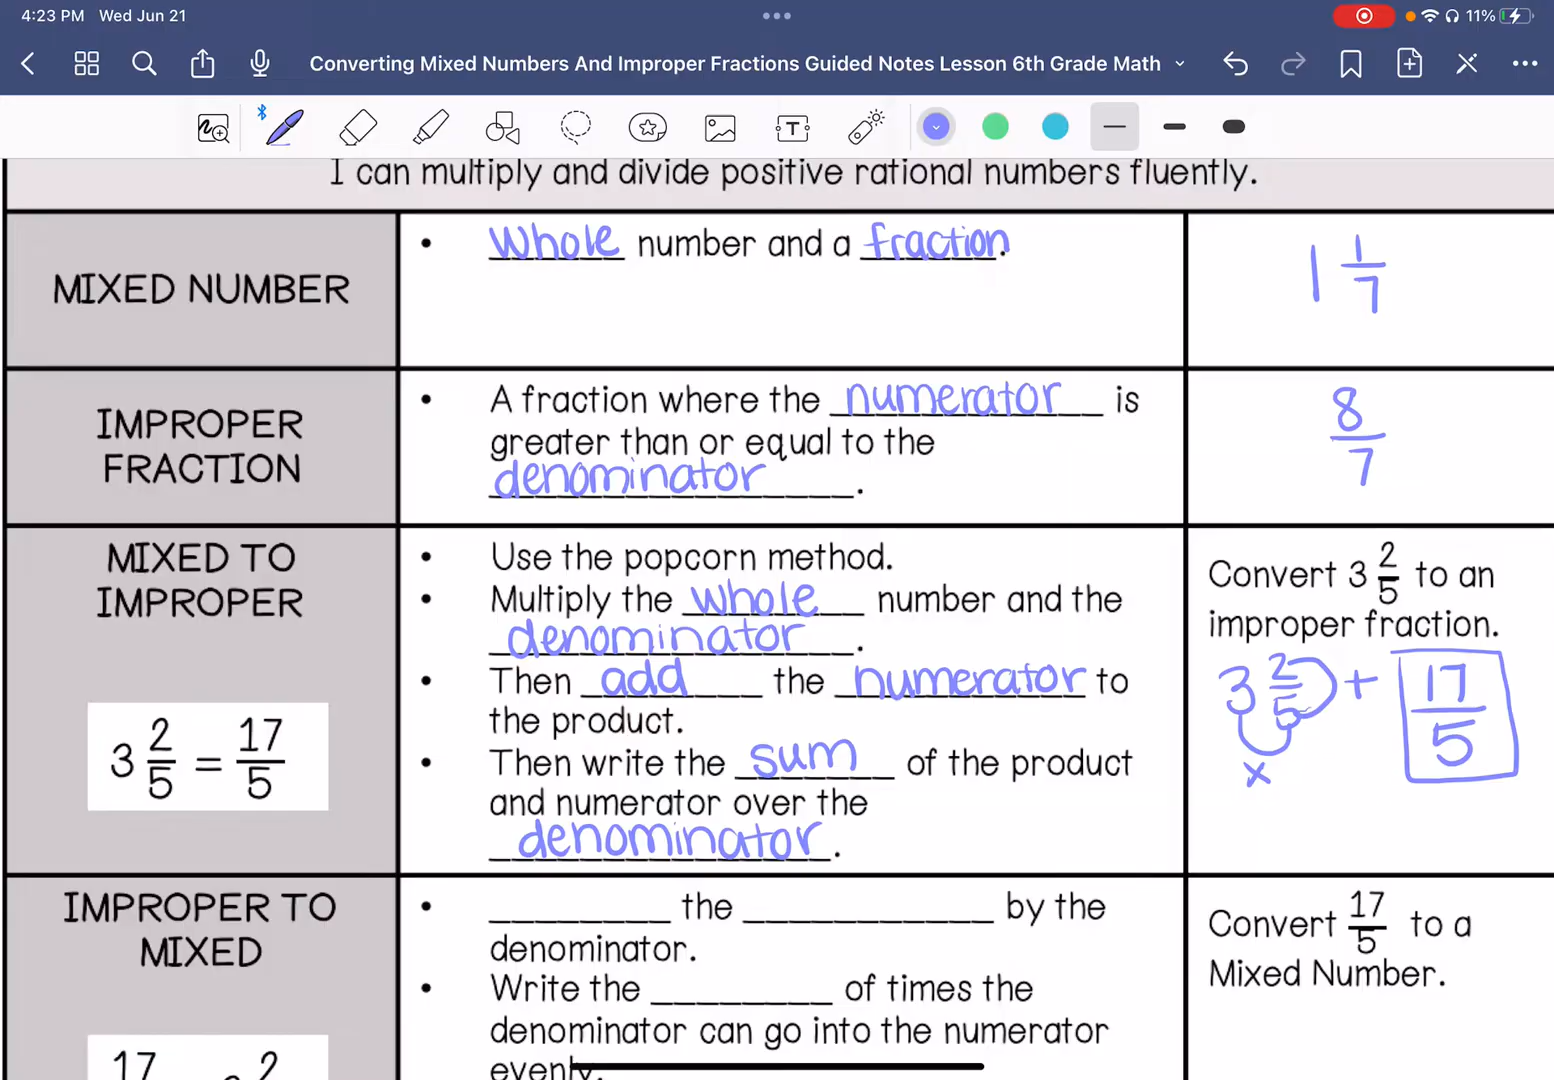 4:23 PM Wed Jun 21
11%
Converting Mixed Numbers And Improper Fractions Guided Notes Lesson 6th Grade Math
T
I can multiply and divide positive rational numbers fluently.
MIXED NUMBER
• Whole number and a fraction.
1 1/7
IMPROPER
FRACTION
• A fraction where the numerator is
greater than or equal to the
denominator.
8/7
MIXED TO
IMPROPER
3 2/5 = 17/5
• Use the popcorn method.
• Multiply the whole number and the
denominator.
• Then add the numerator to
the product.
• Then write the sum of the product
and numerator over the
denominator.
Convert 3 2/5 to an
improper fraction.
3 2/5 + 17/5
x
IMPROPER TO
MIXED
17 2
• ________ the ___________ by the
denominator.
• Write the ________ of times the
denominator can go into the numerator
evenly.
Convert 17/5 to a
Mixed Number.